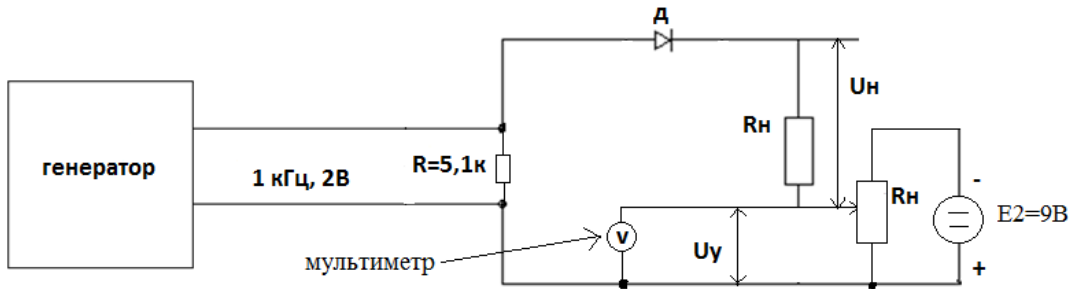 Д
Uн
Rн
генератор
1 кГц, 2В
R=5,1к
Rн
-
E2=9В
+
V
Uу
мультиметр